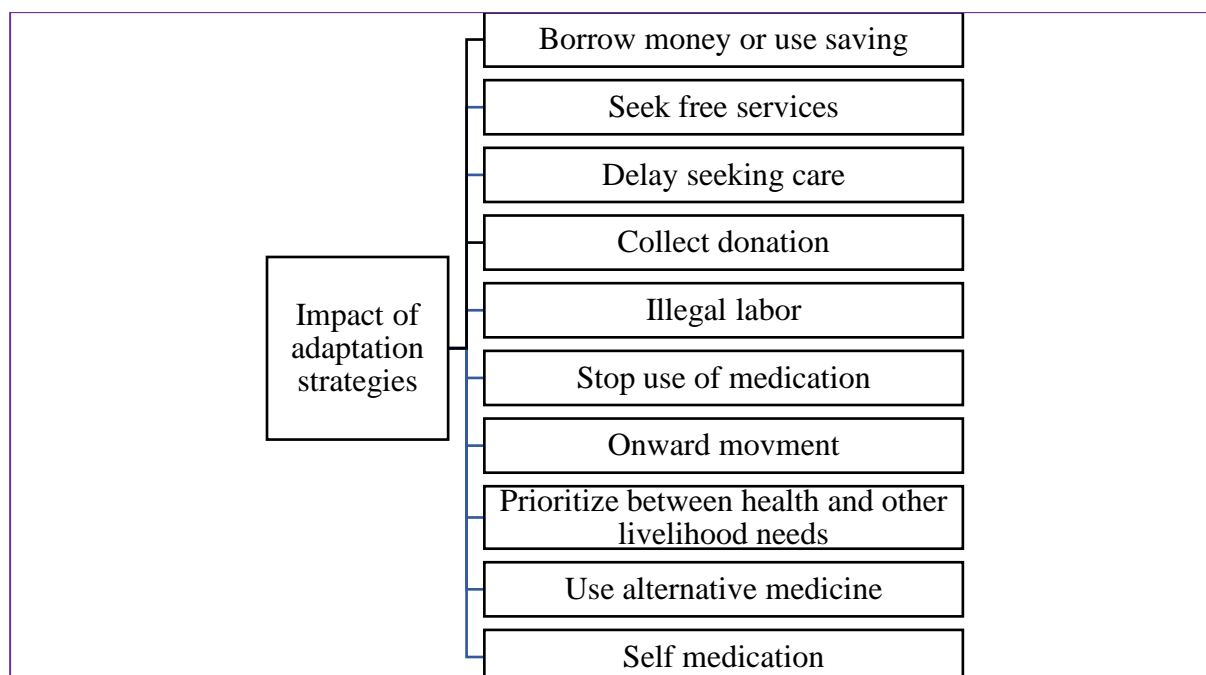 Borrow money or use saving
Seek free services
Delay seeking care
Collect donation
Illegal labor
Impact of
adaptation
strategies
Stop use of medication
Onward movment
Prioritize between health and other
livelihood needs
Use alternative medicine
Self medication